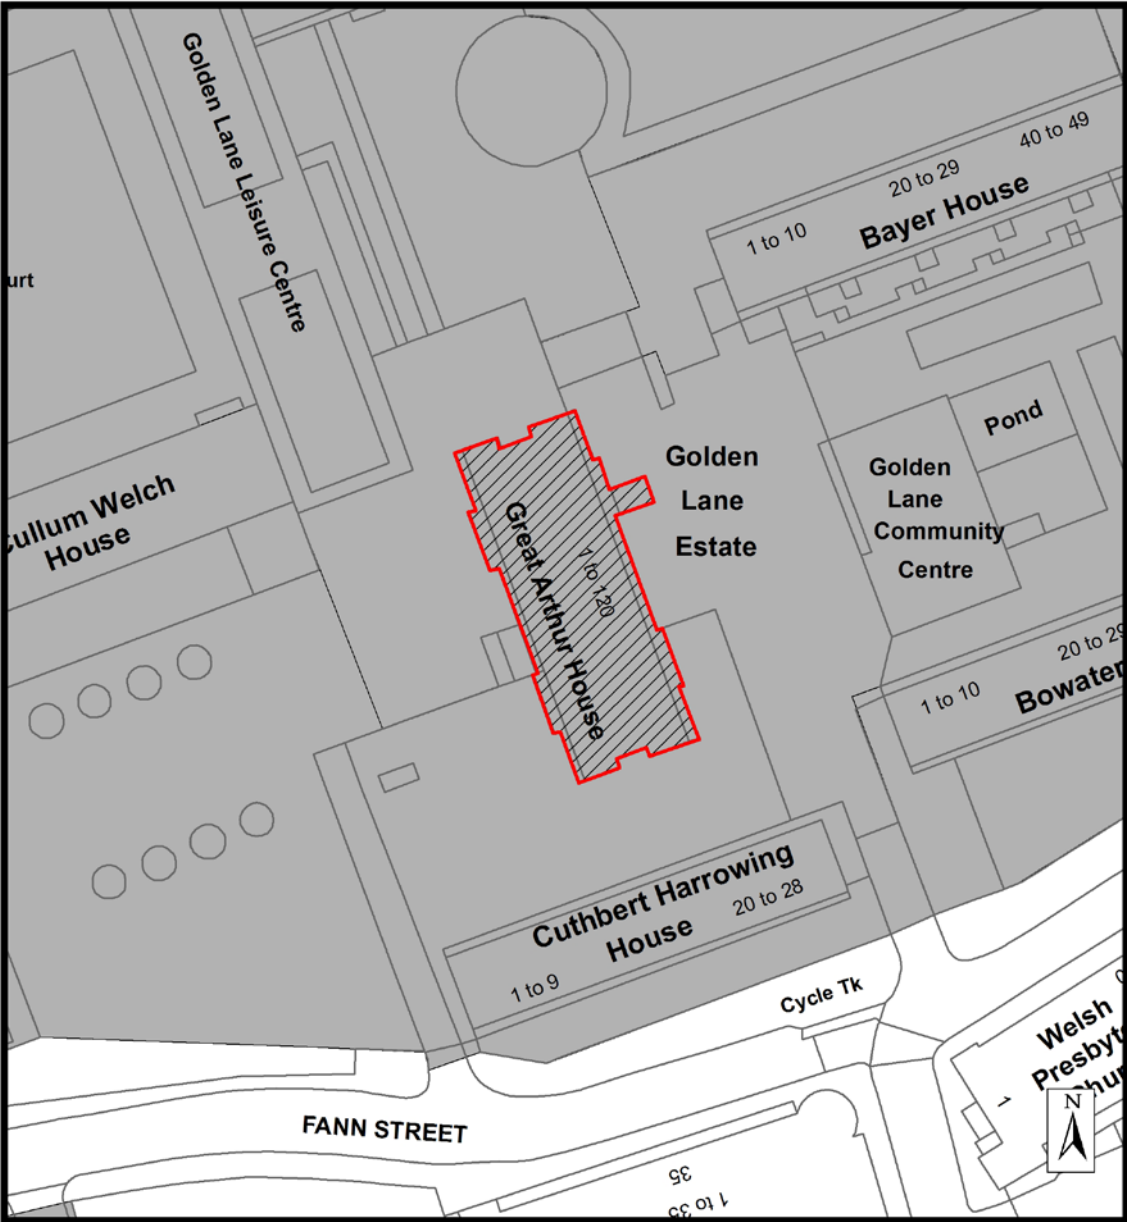 Golden Lane Leisure Centre
40 to 49
20 to 29
Bayer House
1 to 10
urt
Pond
Golden
Lane
Estate
Golden
Lane
Community
Centre
Cullum Welch
House
Great Arthur House
1 to 120
20 to 29
Bowater
1 to 10
Cuthbert Harrowing
House
20 to 28
1 to 9
Cycle Tk
Welsh
Presbyt
Chur
1
N
FANN STREET
35
1 to 35